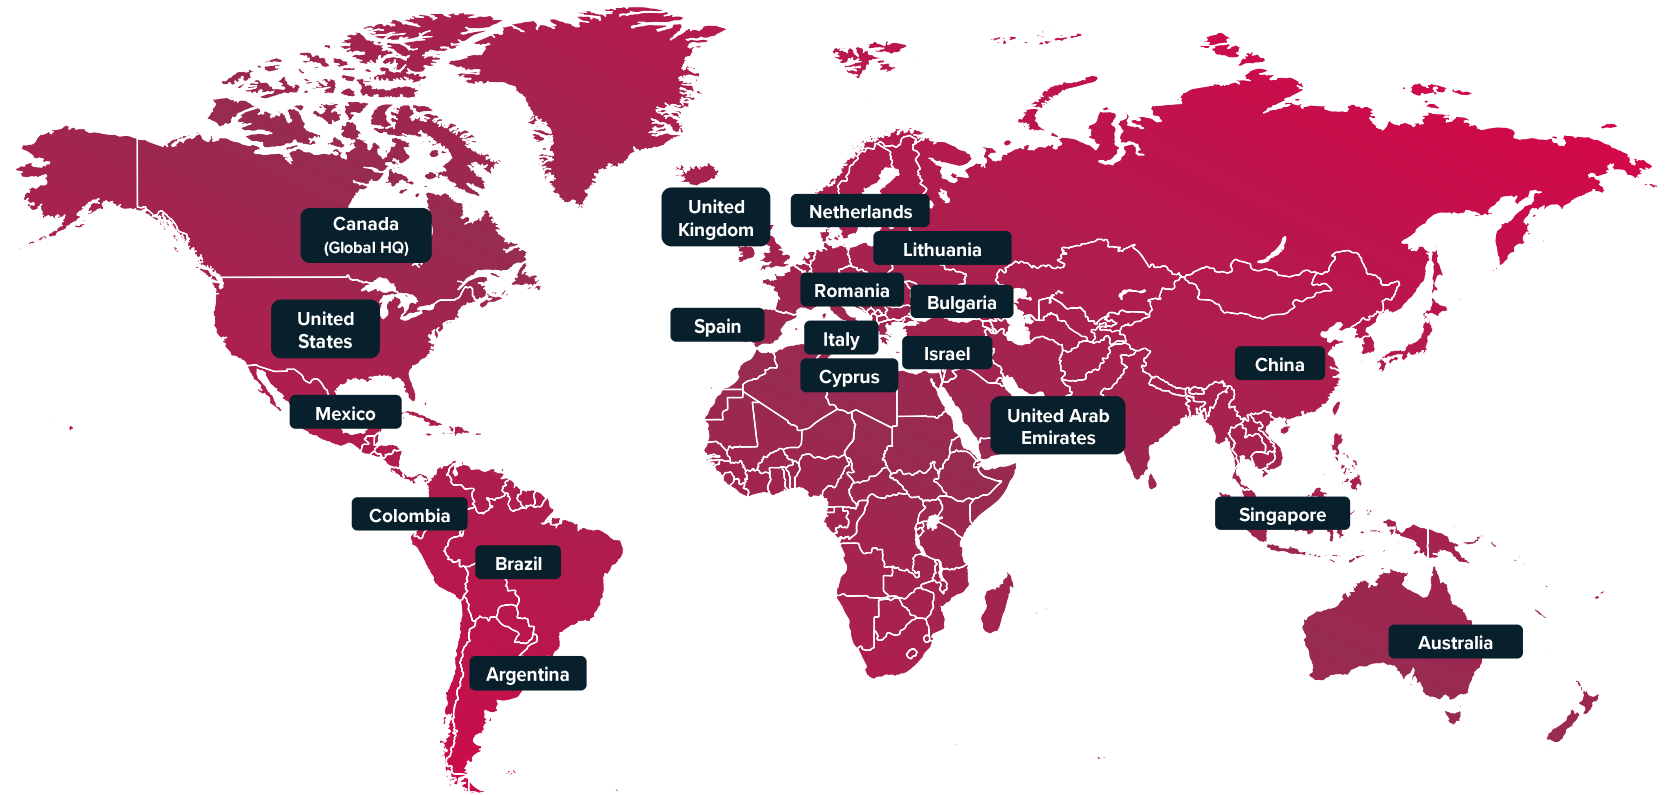 United
Kingdom
Netherlands
Canada
(Global HQ)
Lithuania
Romania
Bulgaria
United
States
Spain
Italy
Israel
China
Cyprus
Mexico
United Arab
Emirates
Colombia
Singapore
Brazil
Australia
Argentina